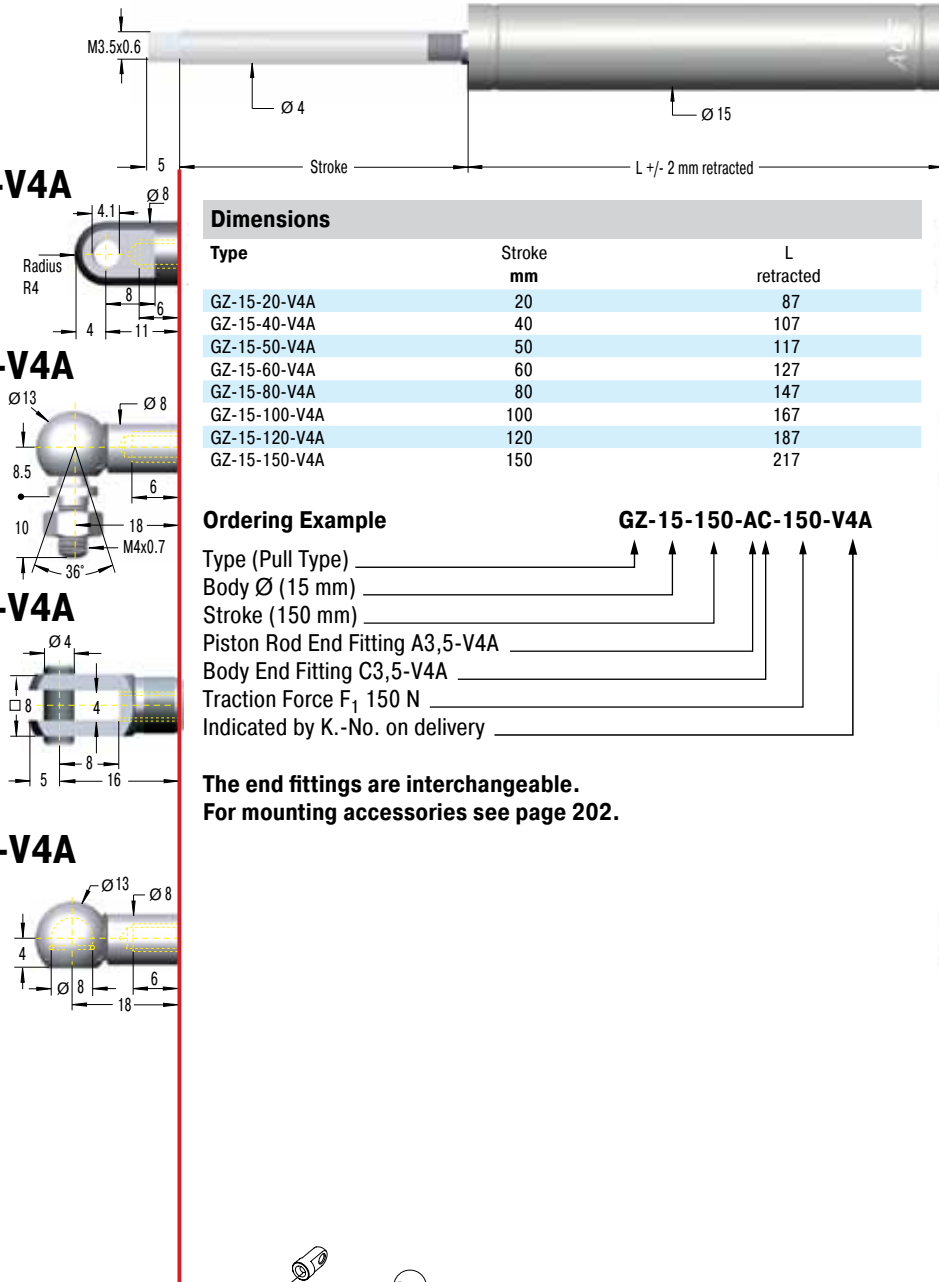 M3.5x0.6
Ø 4
Ø 15
5
Stroke
L +/- 2 mm retracted
-V4A
Ø 8
4.1
Radius
R4
8
6
4
11
-V4A
Ø13
Ø 8
8.5
6
10
18
M4x0.7
36°
-V4A
Ø 4
□ 8
4
8
5
16
-V4A
Ø13
Ø 8
4
6
Ø 8
18
Dimensions
Type Stroke L
mm retracted
GZ-15-20-V4A 20 87
GZ-15-40-V4A 40 107
GZ-15-50-V4A 50 117
GZ-15-60-V4A 60 127
GZ-15-80-V4A 80 147
GZ-15-100-V4A 100 167
GZ-15-120-V4A 120 187
GZ-15-150-V4A 150 217
Ordering Example GZ-15-150-AC-150-V4A
Type (Pull Type)
Body Ø (15 mm)
Stroke (150 mm)
Piston Rod End Fitting A3,5-V4A
Body End Fitting C3,5-V4A
Traction Force F₁ 150 N
Indicated by K.-No. on delivery
The end fittings are interchangeable.
For mounting accessories see page 202.